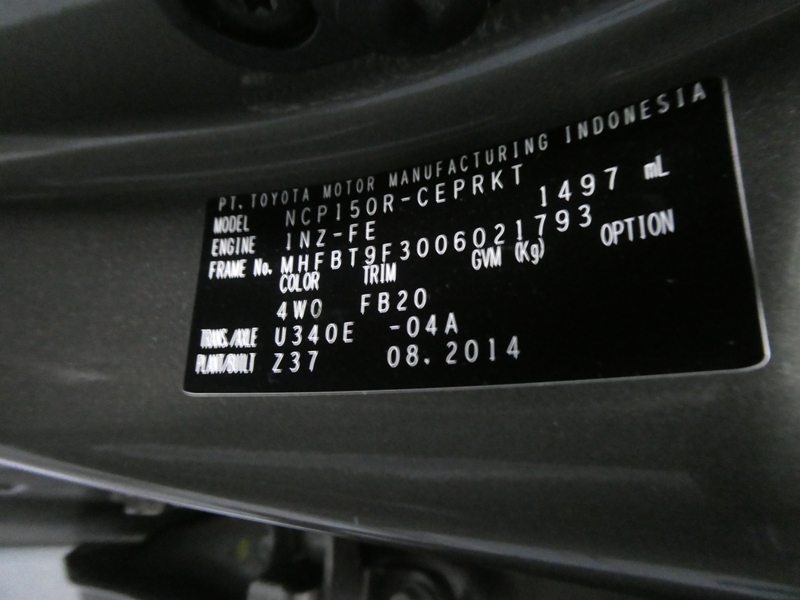 PT. TOYOTA MOTOR MANUFACTURING INDONESIA
MODEL NCP150R-CEPRKT
ENGINE 1NZ-FE 1497 mL
FRAME No. MHFBT9F3006021793
COLOR TRIM GVM (Kg) OPTION
4W0 FB20
TRANS./AXLE U340E -04A
PLANT/BUILT Z37 08. 2014